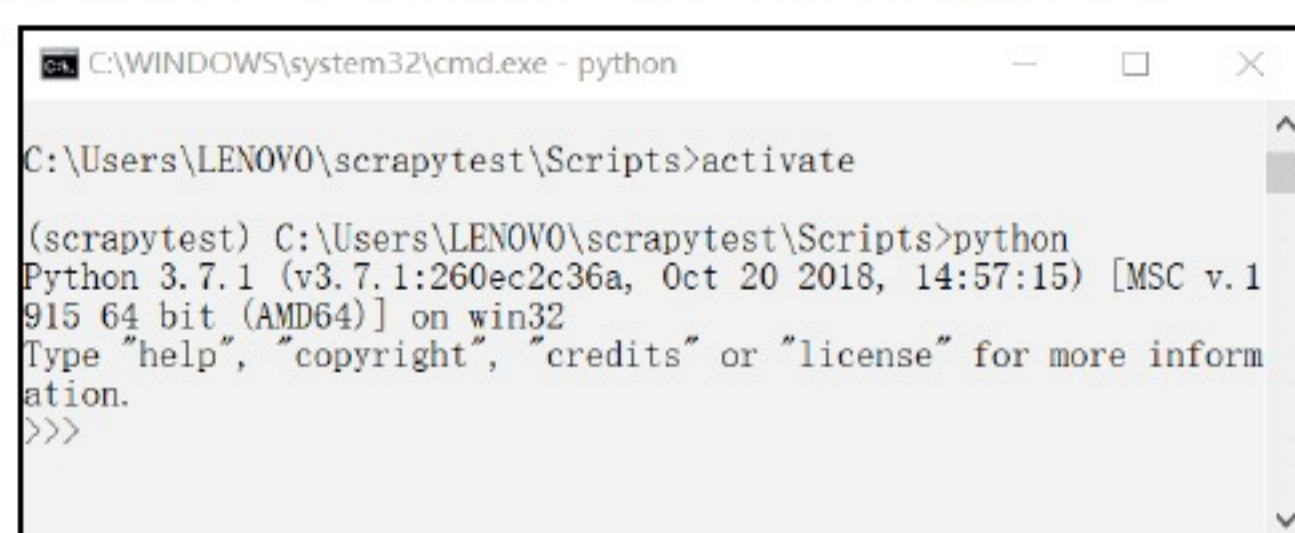 C:\WINDOWS\system32\cmd.exe - python
C:\Users\LENOVO\scrapytest\Scripts>activate
(scrapytest) C:\Users\LENOVO\scrapytest\Scripts>python
Python 3.7.1 (v3.7.1:260ec2c36a, Oct 20 2018, 14:57:15) [MSC v.1
915 64 bit (AMD64)] on win32
Type "help", "copyright", "credits" or "license" for more inform
ation.
>>>